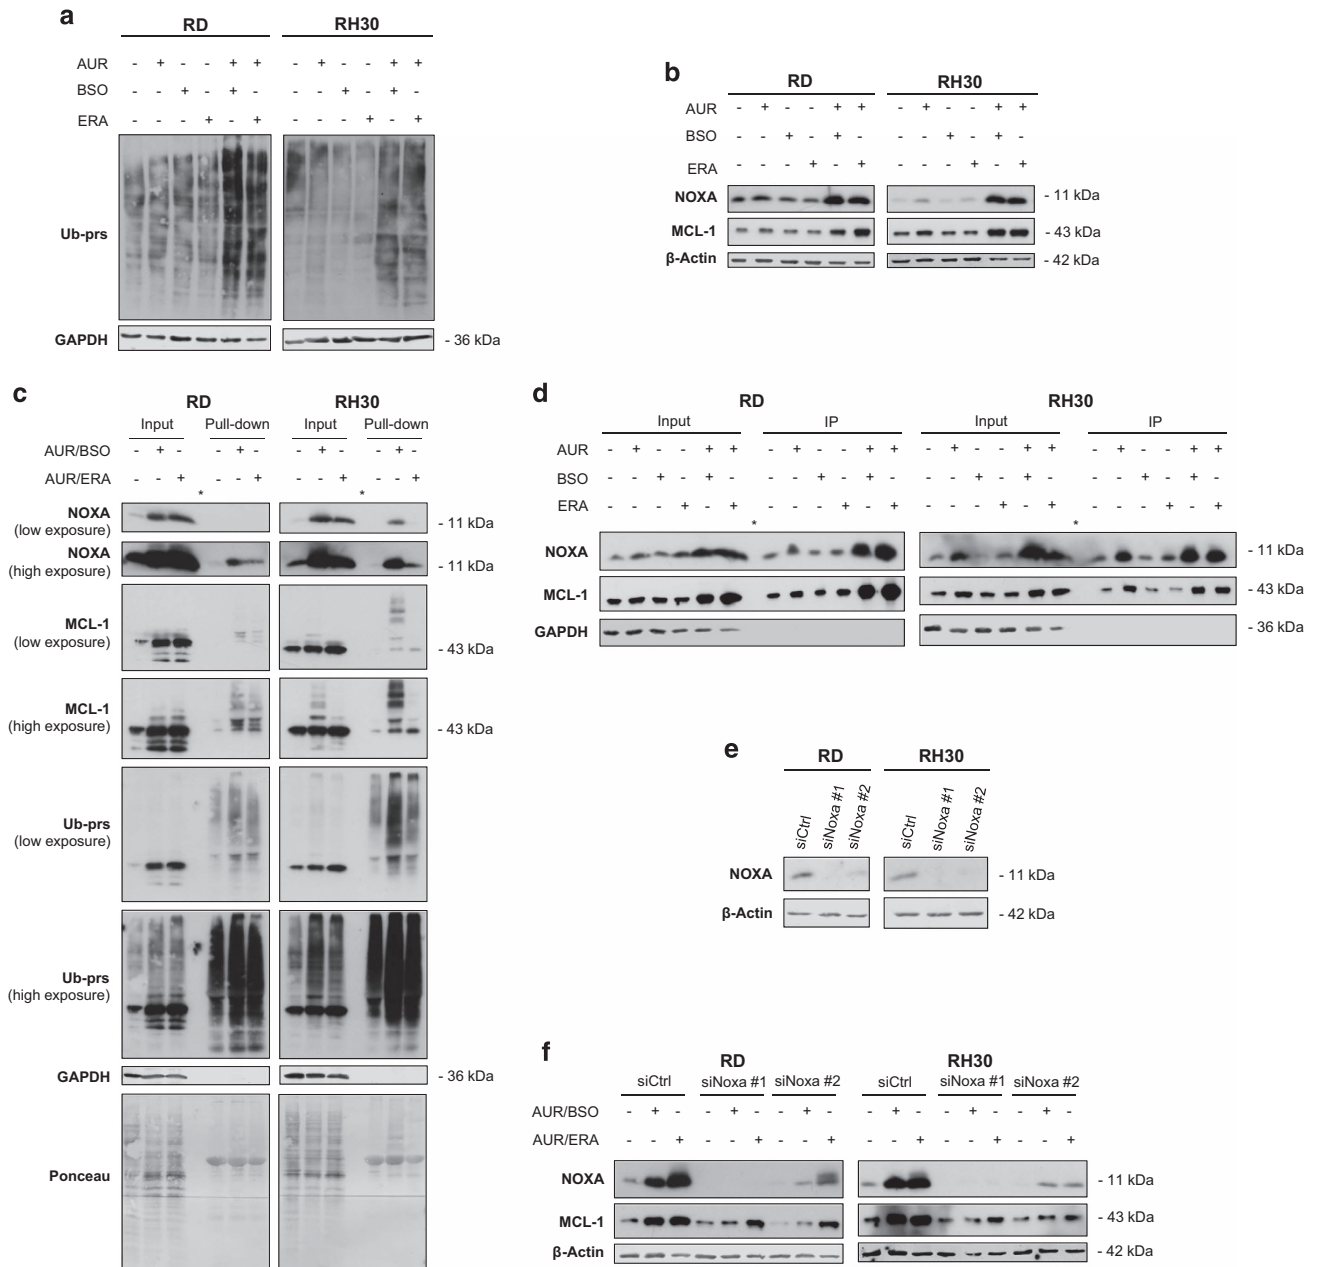 a
RD RH30
AUR - + - - + + - + - - + +
BSO - - + - + - - - + - + -
ERA - - - + - + - - - + - +
Ub-prs
GAPDH - 36 kDa
b
RD RH30
AUR - + - - + + - + - - + +
BSO - - + - + - - - + - + -
ERA - - - + - + - - - + - +
NOXA - 11 kDa
MCL-1 - 43 kDa
β-Actin - 42 kDa
c
RD RH30
Input Pull-down Input Pull-down
AUR/BSO - + - - + - - + - - + -
AUR/ERA - - + - - + - - + - - +
* *
NOXA
(low exposure) - 11 kDa
NOXA
(high exposure) - 11 kDa
MCL-1
(low exposure) - 43 kDa
MCL-1
(high exposure) - 43 kDa
Ub-prs
(low exposure)
Ub-prs
(high exposure)
GAPDH - 36 kDa
Ponceau
d
RD RH30
Input IP Input IP
AUR - + - - + + - + - - + + - + - - + + - + - - + +
BSO - - + - + - - - + - + - - - + - + - - - + - + -
ERA - - - + - + - - - + - + - - - + - + - - - + - +
* *
NOXA - 11 kDa
MCL-1 - 43 kDa
GAPDH - 36 kDa
e
RD RH30
siCtrl siNoxa #1 siNoxa #2 siCtrl siNoxa #1 siNoxa #2
NOXA - 11 kDa
β-Actin - 42 kDa
f
RD RH30
siCtrl siNoxa #1 siNoxa #2 siCtrl siNoxa #1 siNoxa #2
AUR/BSO - + - - + - - + - - + - - + - - + -
AUR/ERA - - + - - + - - + - - + - - + - - +
NOXA - 11 kDa
MCL-1 - 43 kDa
β-Actin - 42 kDa